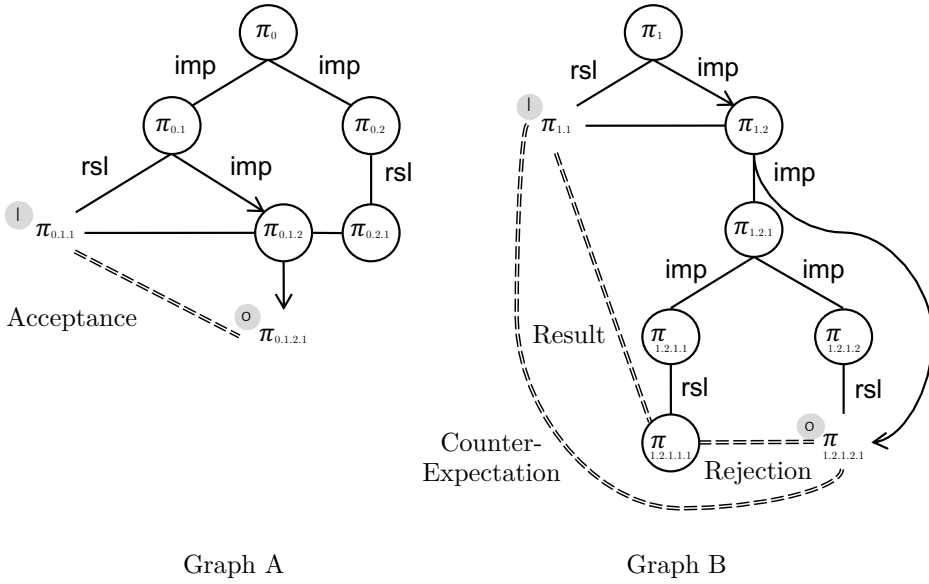 π₀
imp imp
π₀.₁ π₀.₂
rsl imp rsl
l π₀.₁.₁ π₀.₁.₂ π₀.₂.₁
Acceptance
o π₀.₁.₂.₁
Graph A
π₁
rsl imp
l π₁.₁ π₁.₂
imp
π₁.₂.₁
imp imp
π₁.₂.₁.₁ π₁.₂.₁.₂
Result
rsl rsl
π₁.₂.₁.₁.₁ o π₁.₂.₁.₂.₁
Counter-
Expectation
Rejection
Graph B